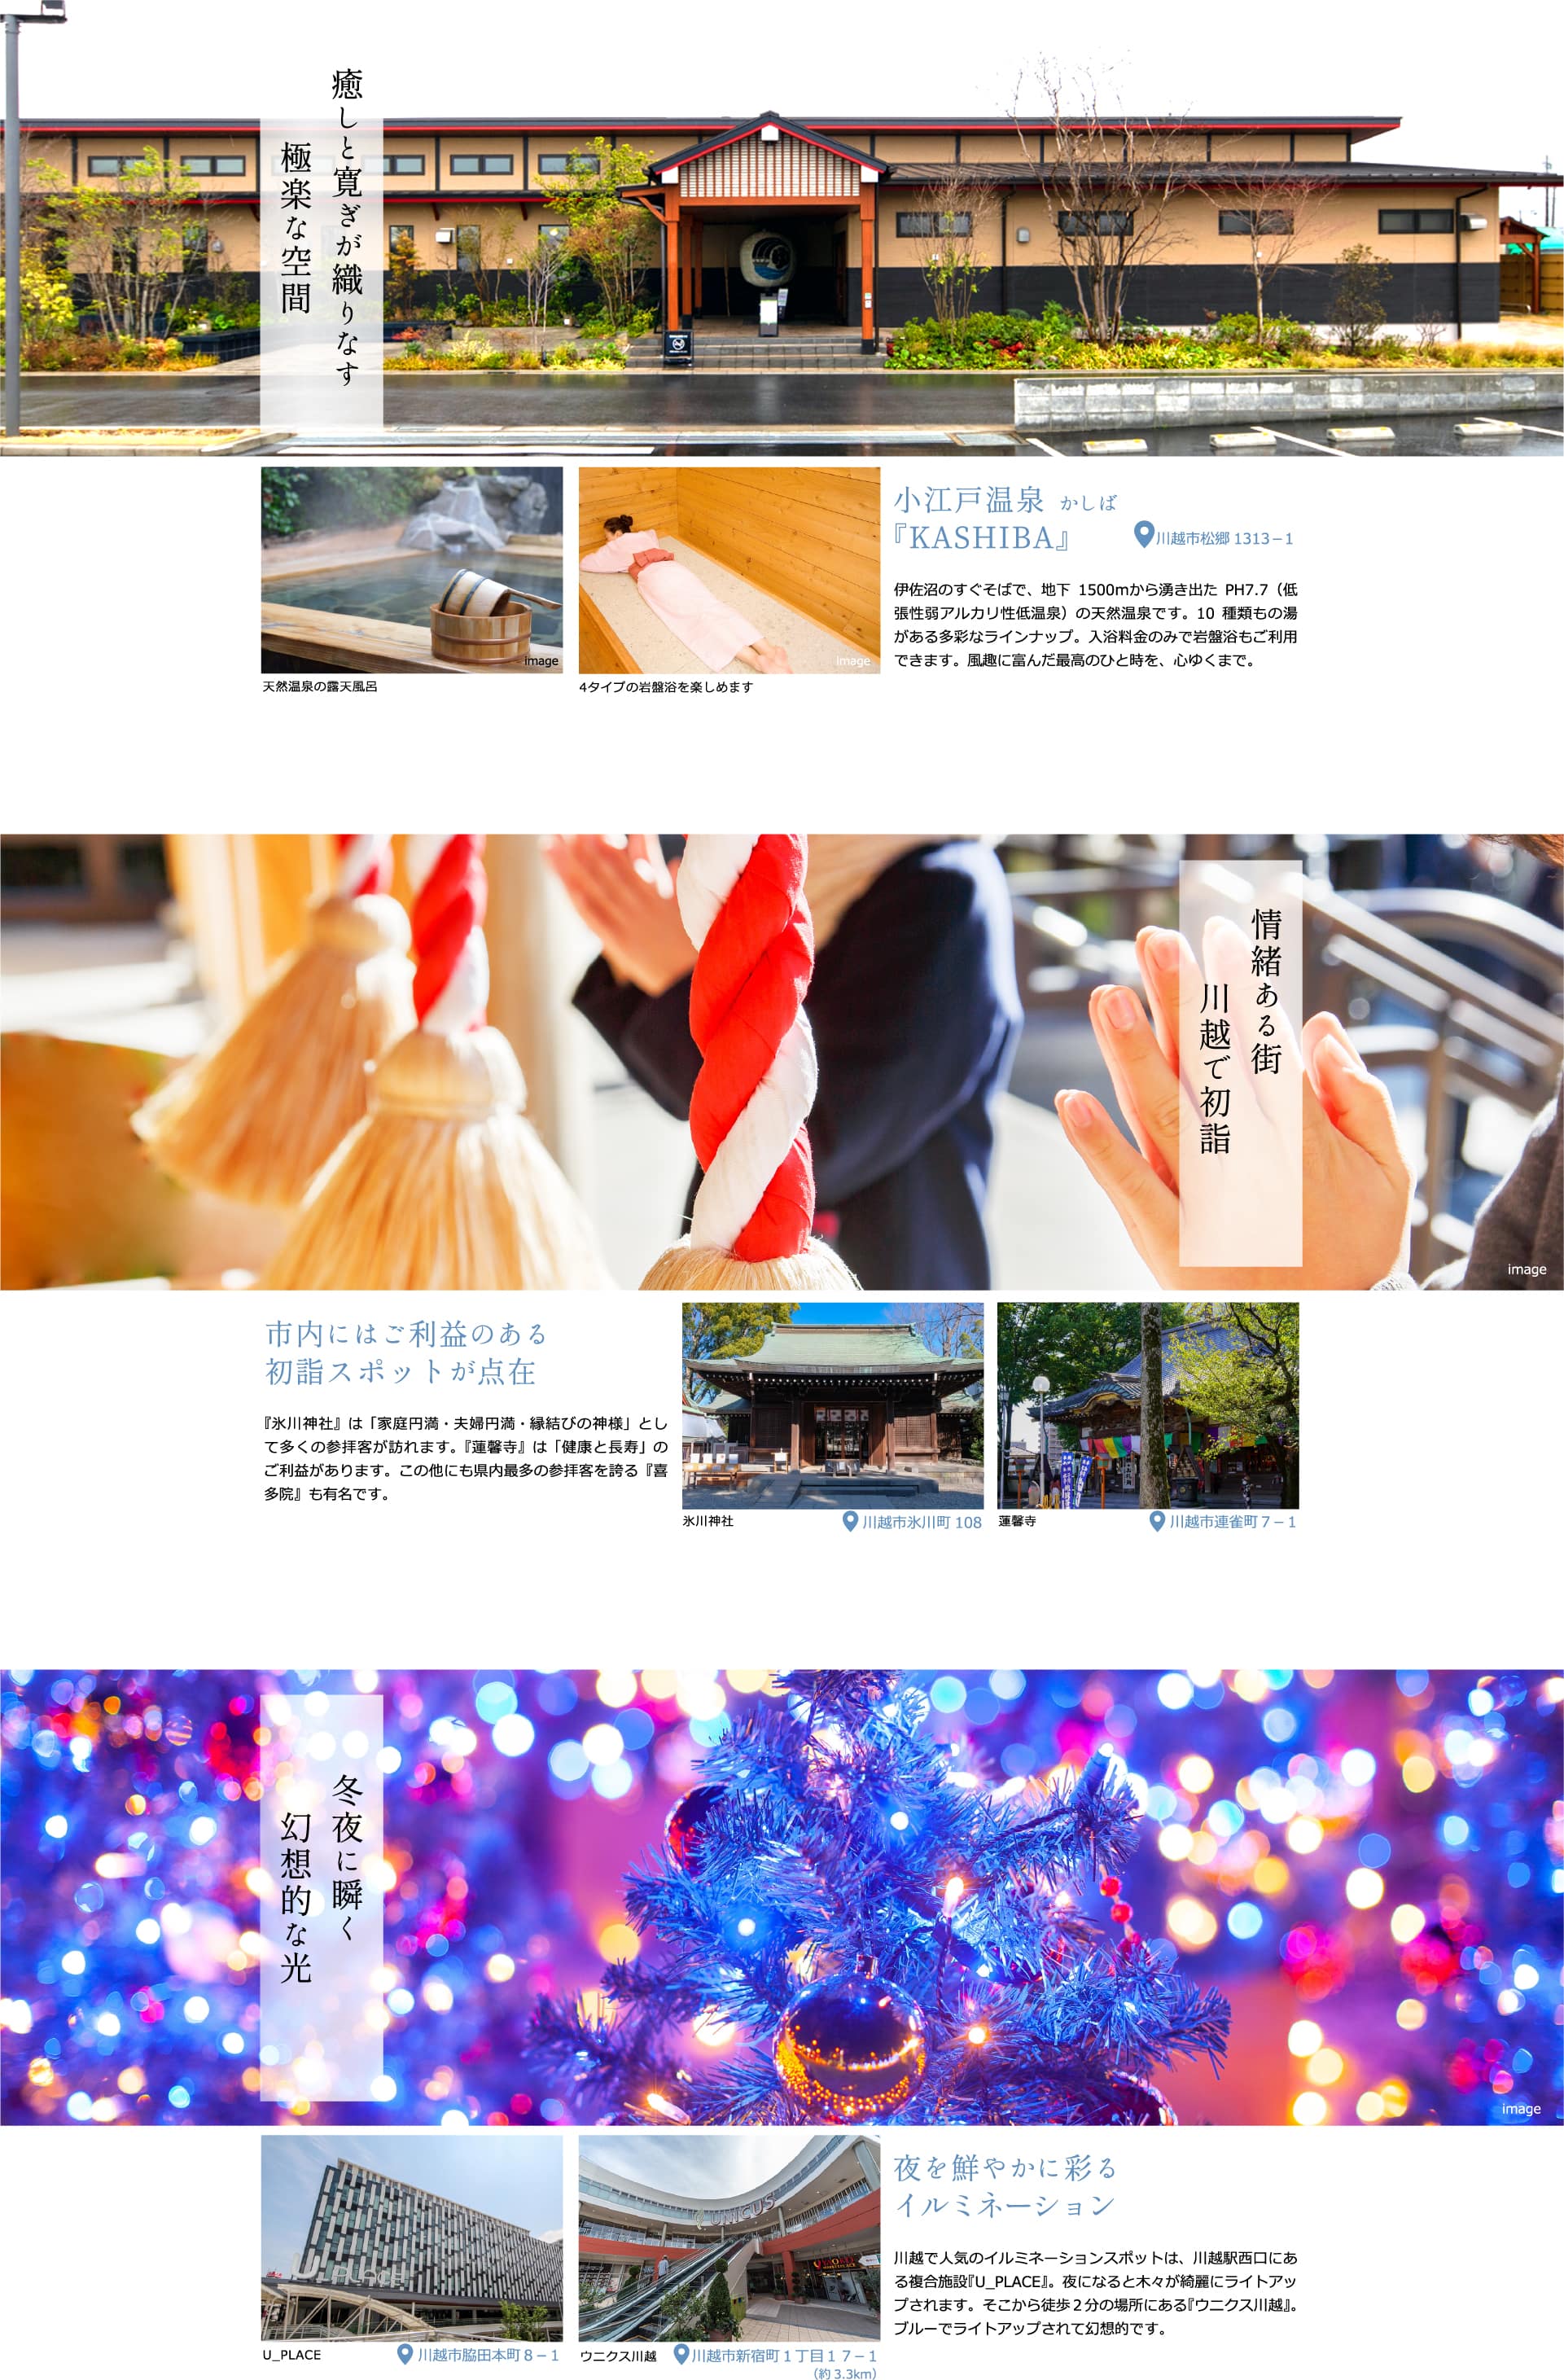 癒しと寛ぎが織りなす
極楽な空間
image
天然温泉の露天風呂
image
4タイプの岩盤浴を楽しめます
小江戸温泉 かしば
『KASHIBA』
川越市松郷 1313－1
伊佐沼のすぐそばで、地下 1500mから湧き出た PH7.7（低
張性弱アルカリ性低温泉）の天然温泉です。10 種類もの湯
がある多彩なラインナップ。入浴料金のみで岩盤浴もご利用
できます。風趣に富んだ最高のひと時を、心ゆくまで。
情緒ある街
川越で初詣
image
市内にはご利益のある
初詣スポットが点在
『氷川神社』は「家庭円満・夫婦円満・縁結びの神様」とし
て多くの参拝客が訪れます。『蓮馨寺』は「健康と長寿」の
ご利益があります。この他にも県内最多の参拝客を誇る『喜
多院』も有名です。
氷川神社
川越市氷川町 108
蓮馨寺
川越市連雀町７－１
冬夜に瞬く
幻想的な光
image
U_PLACE
U_PLACE
川越市脇田本町８－１
UNICUS
ウニクス川越
川越市新宿町１丁目１７－１
（約 3.3km）
夜を鮮やかに彩る
イルミネーション
川越で人気のイルミネーションスポットは、川越駅西口にあ
る複合施設『U_PLACE』。夜になると木々が綺麗にライトアッ
プされます。そこから徒歩２分の場所にある『ウニクス川越』。
ブルーでライトアップされて幻想的です。